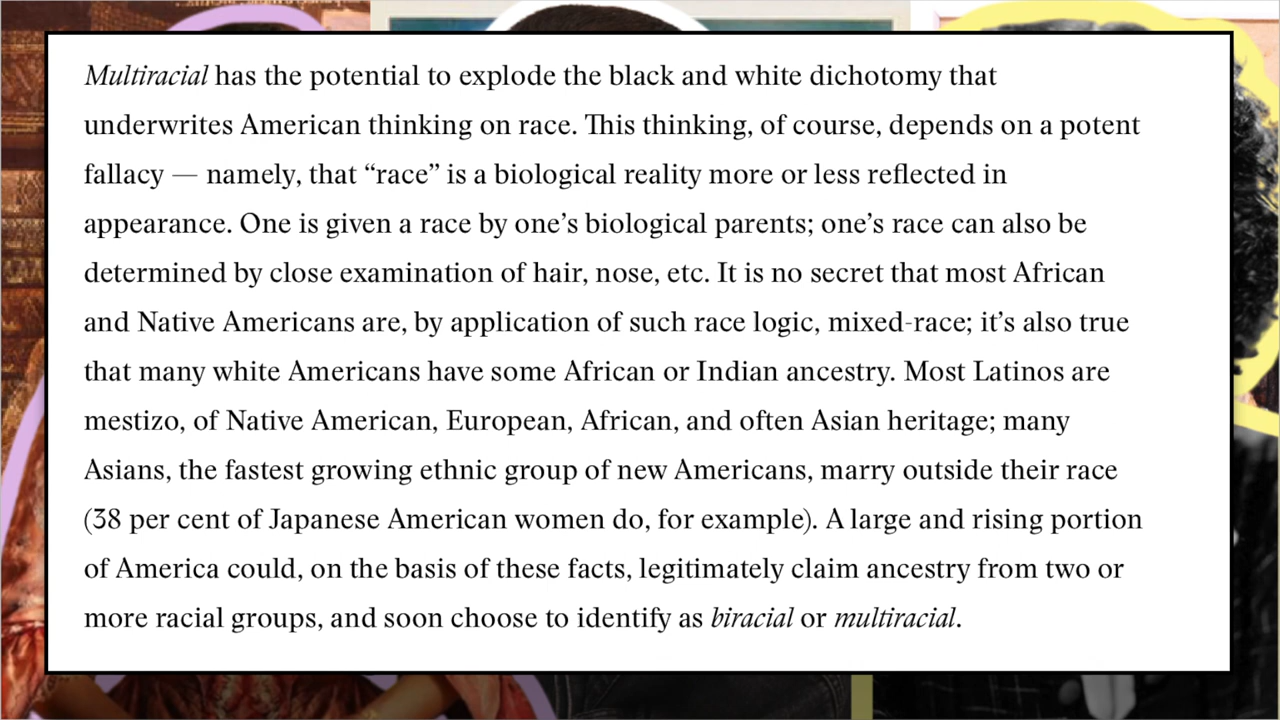 Multiracial has the potential to explode the black and white dichotomy that
underwrites American thinking on race. This thinking, of course, depends on a potent
fallacy — namely, that “race” is a biological reality more or less reflected in
appearance. One is given a race by one’s biological parents; one’s race can also be
determined by close examination of hair, nose, etc. It is no secret that most African
and Native Americans are, by application of such race logic, mixed-race; it’s also true
that many white Americans have some African or Indian ancestry. Most Latinos are
mestizo, of Native American, European, African, and often Asian heritage; many
Asians, the fastest growing ethnic group of new Americans, marry outside their race
(38 per cent of Japanese American women do, for example). A large and rising portion
of America could, on the basis of these facts, legitimately claim ancestry from two or
more racial groups, and soon choose to identify as biracial or multiracial.